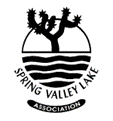 SPRING VALLEY LAKE
ASSOCIATION